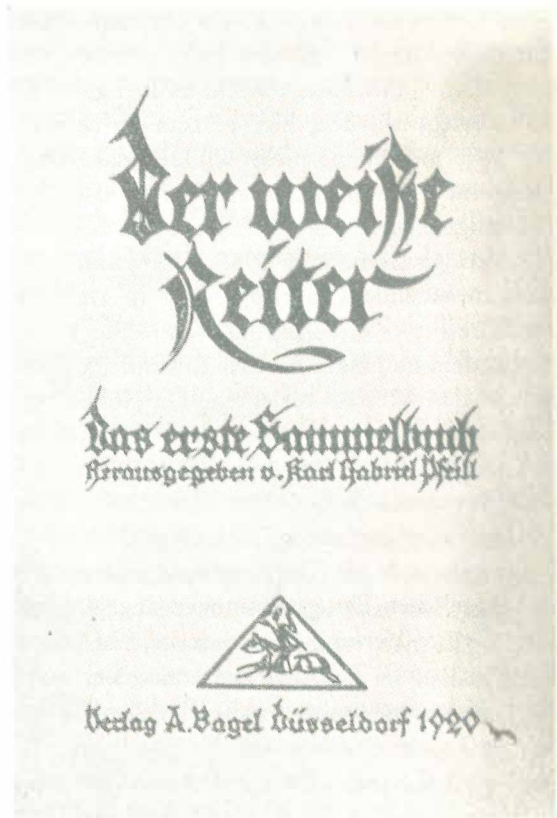 Der weiße
Reiter
Das erste Sammelbuch
Herausgegeben v. Karl Gabriel Pfeill
Verlag A. Bagel Düsseldorf 1920